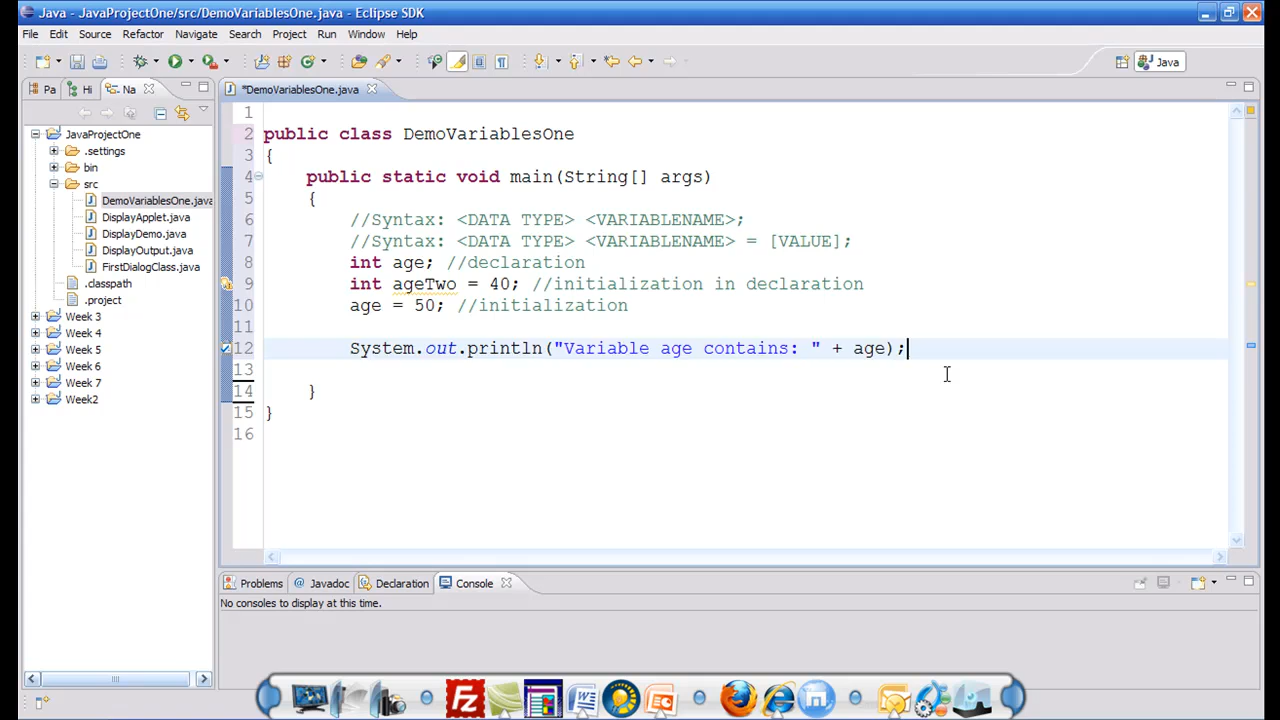 Java - JavaProjectOne/src/DemoVariablesOne.java - Eclipse SDK
File Edit Source Refactor Navigate Search Project Run Window Help
Java
Pa Hi Na
*DemoVariablesOne.java
JavaProjectOne
.settings
bin
src
DemoVariablesOne.java
DisplayApplet.java
DisplayDemo.java
DisplayOutput.java
FirstDialogClass.java
.classpath
.project
Week 3
Week 4
Week 5
Week 6
Week 7
Week2
1
2 public class DemoVariablesOne
3 {
4 public static void main(String[] args)
5 {
6 //Syntax: <DATA TYPE> <VARIABLENAME>;
7 //Syntax: <DATA TYPE> <VARIABLENAME> = [VALUE];
8 int age; //declaration
9 int ageTwo = 40; //initialization in declaration
10 age = 50; //initialization
11
12 System.out.println("Variable age contains: " + age);
13
14 }
15 }
16
Problems @ Javadoc Declaration Console
No consoles to display at this time.